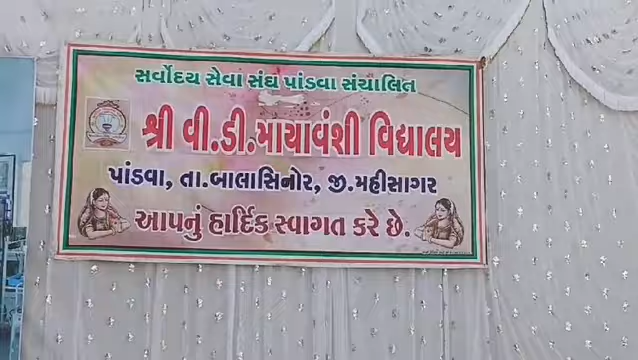 સર્વોદય સેવા સંઘ પાંડવા સંચાલિત
શ્રી વી.ડી.માયાવંશી વિદ્યાલય
પાંડવા, તા.બાલાસિનોર, જી.મહીસાગર
આપનું હાર્દિક સ્વાગત કરે છે.